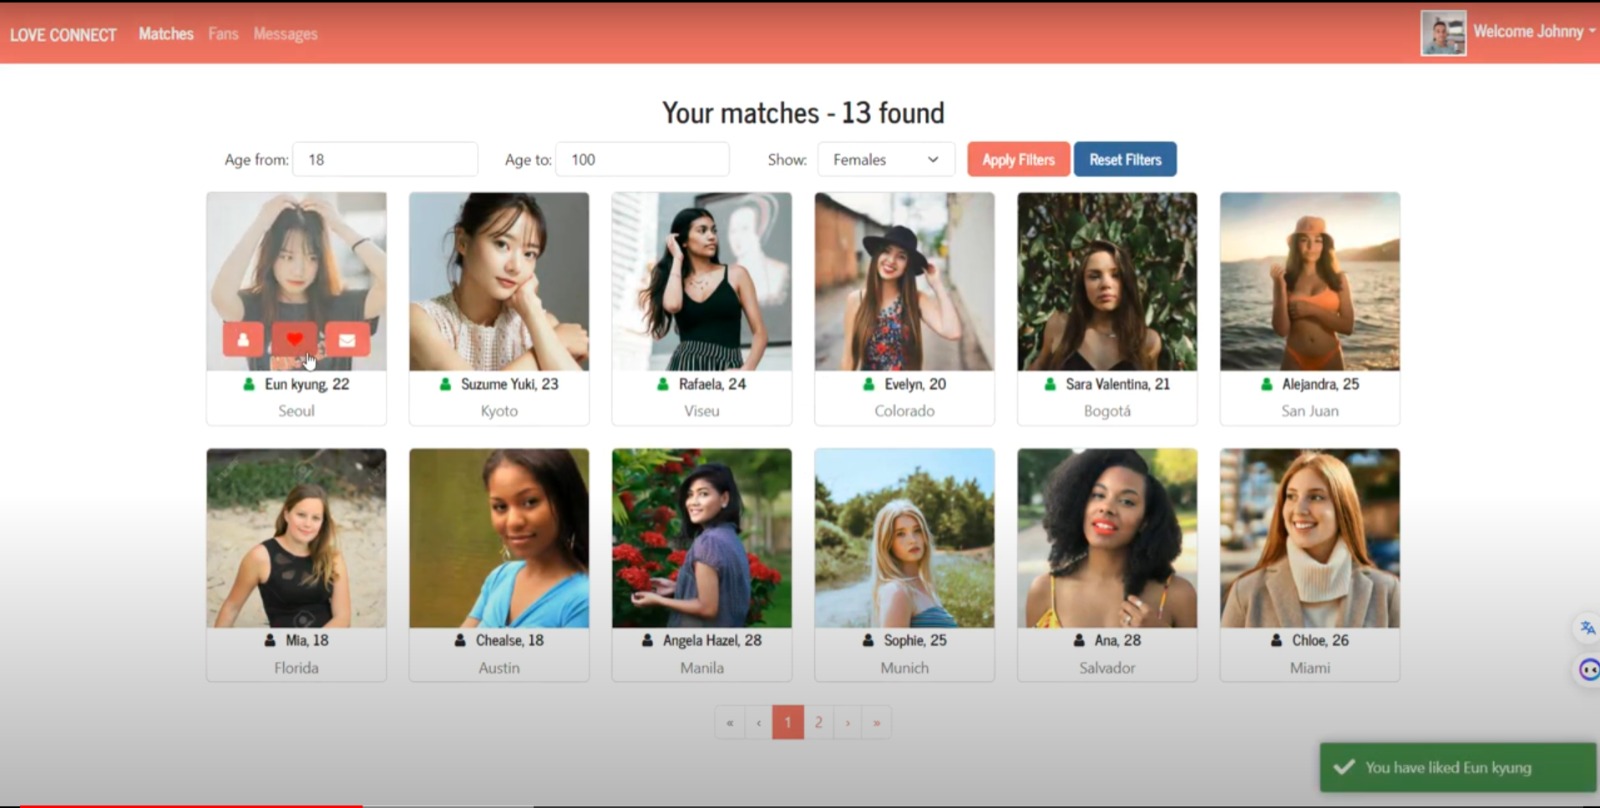 LOVE CONNECT Matches Fans Messages Welcome Johnny
Your matches - 13 found
Age from: 18 Age to: 100 Show: Females Apply Filters Reset Filters
Eun kyung, 22 Suzume Yuki, 23 Rafaela, 24 Evelyn, 20 Sara Valentina, 21 Alejandra, 25
Seoul Kyoto Viseu Colorado Bogotá San Juan
Mia, 18 Chealse, 18 Angela Hazel, 28 Sophie, 25 Ana, 28 Chloe, 26
Florida Austin Manila Munich Salvador Miami
« ‹ 1 2 › »
You have liked Eun kyung